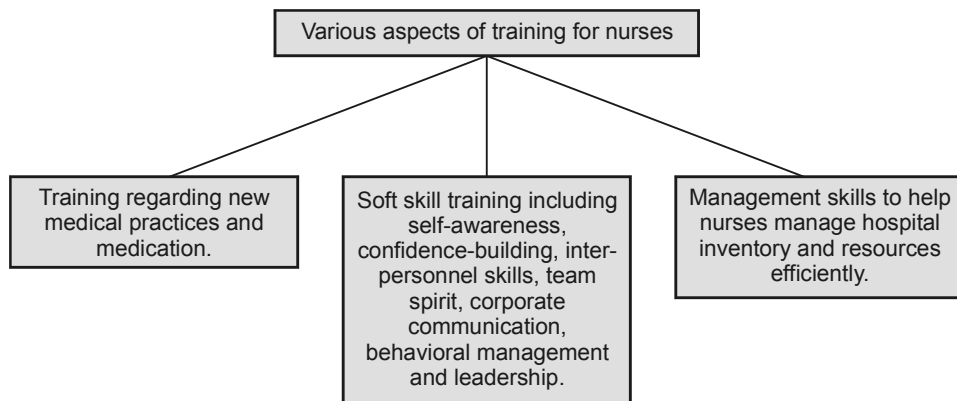 Various aspects of training for nurses
Training regarding new
medical practices and
medication.
Soft skill training including
self-awareness,
confidence-building, inter-
personnel skills, team
spirit, corporate
communication,
behavioral management
and leadership.
Management skills to help
nurses manage hospital
inventory and resources
efficiently.